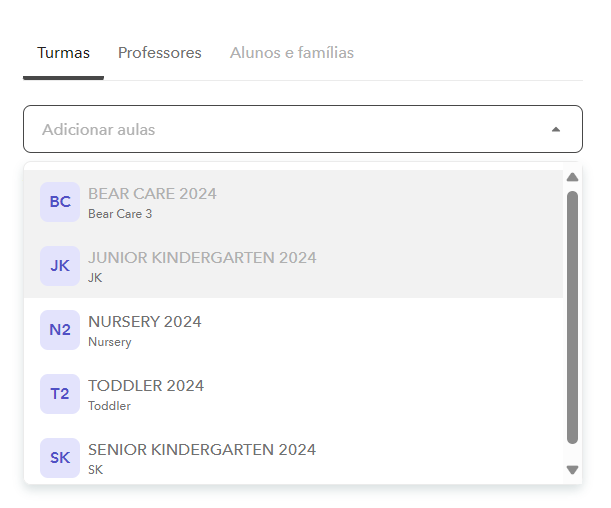 Turmas Professores Alunos e famílias
Adicionar aulas
BC BEAR CARE 2024
Bear Care 3
JK JUNIOR KINDERGARTEN 2024
JK
N2 NURSERY 2024
Nursery
T2 TODDLER 2024
Toddler
SK SENIOR KINDERGARTEN 2024
SK